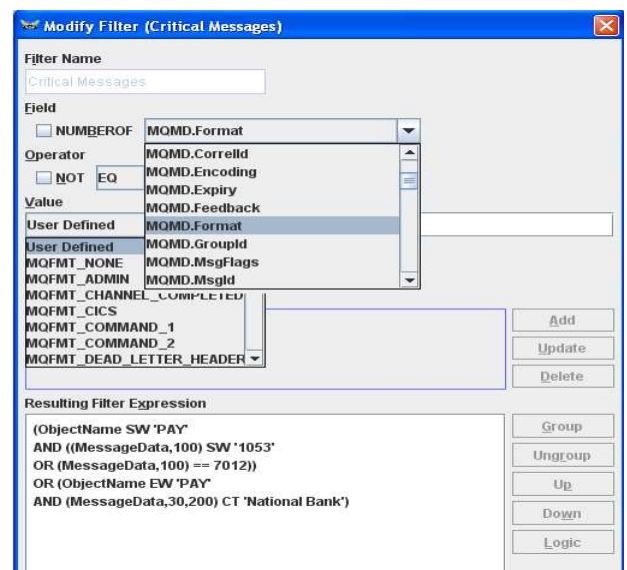 Modify Filter (Critical Messages)
Filter Name
Critical Messages
Field
NUMBEROF MQMD.Format
Operator
NOT EQ
MQMD.CorrelId
MQMD.Encoding
MQMD.Expiry
MQMD.Feedback
MQMD.Format
MQMD.GroupId
MQMD.MsgFlags
MQMD.MsgId
Value
User Defined
User Defined
MQFMT_NONE
MQFMT_ADMIN
MQFMT_CHANNEL_COMPLETED
MQFMT_CICS
MQFMT_COMMAND_1
MQFMT_COMMAND_2
MQFMT_DEAD_LETTER_HEADER
Add
Update
Delete
Resulting Filter Expression
(ObjectName SW 'PAY'
AND ((MessageData,100) SW '1053'
OR (MessageData,100) == 7012))
OR (ObjectName EW 'PAY'
AND (MessageData,30,200) CT 'National Bank')
Group
Ungroup
Up
Down
Logic